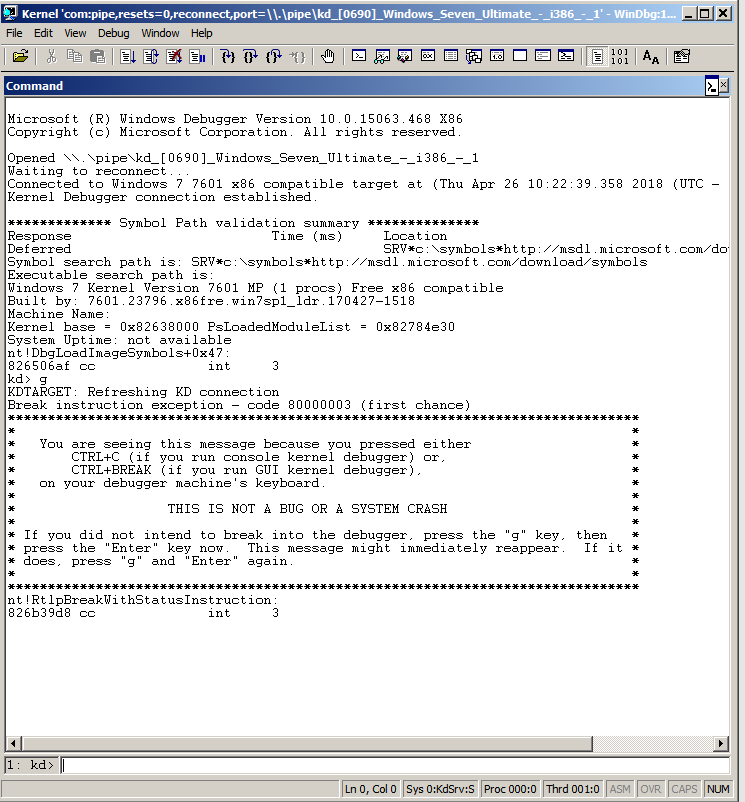 Kernel 'com:pipe,resets=0,reconnect,port=\\.\pipe\kd_[0690]_Windows_Seven_Ultimate_-_i386_-_1' - WinDbg:1...
File Edit View Debug Window Help
Command
Microsoft (R) Windows Debugger Version 10.0.15063.468 X86
Copyright (c) Microsoft Corporation. All rights reserved.
Opened \\.\pipe\kd_[0690]_Windows_Seven_Ultimate_-_i386_-_1
Waiting to reconnect...
Connected to Windows 7 7601 x86 compatible target at (Thu Apr 26 10:22:39.358 2018 (UTC -
Kernel Debugger connection established.
************* Symbol Path validation summary **************
Response                         Time (ms)     Location
Deferred                                       SRV*c:\symbols*http://msdl.microsoft.com/do
Symbol search path is: SRV*c:\symbols*http://msdl.microsoft.com/download/symbols
Executable search path is:
Windows 7 Kernel Version 7601 MP (1 procs) Free x86 compatible
Built by: 7601.23796.x86fre.win7sp1_ldr.170427-1518
Machine Name:
Kernel base = 0x82638000 PsLoadedModuleList = 0x82784e30
System Uptime: not available
nt!DbgLoadImageSymbols+0x47:
826506af cc              int     3
kd> g
KDTARGET: Refreshing KD connection
Break instruction exception - code 80000003 (first chance)
*******************************************************************************
*                                                                             *
*   You are seeing this message because you pressed either                    *
*       CTRL+C (if you run console kernel debugger) or,                       *
*       CTRL+BREAK (if you run GUI kernel debugger),                          *
*   on your debugger machine's keyboard.                                      *
*                                                                             *
*                   THIS IS NOT A BUG OR A SYSTEM CRASH                       *
*                                                                             *
* If you did not intend to break into the debugger, press the "g" key, then   *
* press the "Enter" key now.  This message might immediately reappear.  If it *
* does, press "g" and "Enter" again.                                          *
*                                                                             *
*******************************************************************************
nt!RtlpBreakWithStatusInstruction:
826b39d8 cc              int     3
1: kd>
Ln 0, Col 0 Sys 0:KdSrv:S Proc 000:0 Thrd 001:0 ASM OVR CAPS NUM